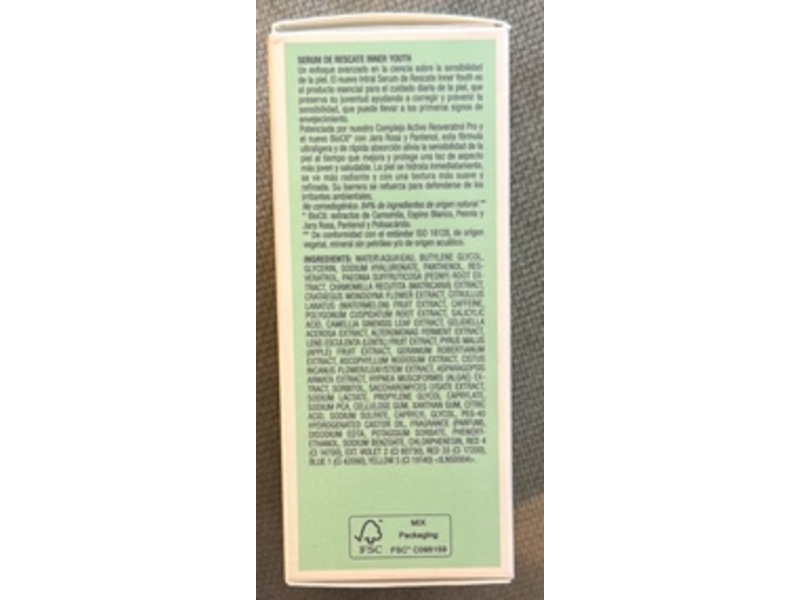 SERUM DE RESCATE INNER YOUTH
Un enfoque avanzado en la ciencia sobre la sensibilidad
de la piel. El nuevo Intral Serum de Rescate Inner Youth es
el producto esencial para el cuidado diario de la piel, que
preserva su juventud ayudando a corregir y prevenir la
sensibilidad, que puede llevar a los primeros signos de
envejecimiento.
Potenciada por nuestro Complejo Activo Resveratrol Pro y
el nuevo BioC8* con Jara Rosa y Pantenol, esta fórmula
ultraligera y de rápida absorción alivia la sensibilidad de la
piel al tiempo que mejora y protege una tez de aspecto
más joven y saludable. La piel se hidrata inmediatamente,
se ve más radiante y con una textura más suave y
refinada. Su barrera se refuerza para defenderse de los
irritantes ambientales.
No comedogénico. 84% de ingredientes de origen natural.**
* BioC8: extractos de Camomila, Espino Blanco, Peonía y
Jara Rosa, Pantenol y Polisacárido.
** De conformidad con el estándar ISO 16128, de origen
vegetal, mineral sin petróleo y/o de origen acuático.
INGREDIENTS: WATER\AQUA\EAU, BUTYLENE GLYCOL,
GLYCERIN, SODIUM HYALURONATE, PANTHENOL, RES-
VERATROL, PAEONIA SUFFRUTICOSA (PEONY) ROOT EX-
TRACT, CHAMOMILLA RECUTITA (MATRICARIA) EXTRACT,
CRATAEGUS MONOGYNA FLOWER EXTRACT, CITRULLUS
LANATUS (WATERMELON) FRUIT EXTRACT, CAFFEINE,
POLYGONUM CUSPIDATUM ROOT EXTRACT, SALICYLIC
ACID, CAMELLIA SINENSIS LEAF EXTRACT, GELIDIELLA
ACEROSA EXTRACT, ALTEROMONAS FERMENT EXTRACT,
LENS ESCULENTA (LENTIL) FRUIT EXTRACT, PYRUS MALUS
(APPLE) FRUIT EXTRACT, GERANIUM ROBERTIANUM
EXTRACT, ASCOPHYLLUM NODOSUM EXTRACT, CISTUS
INCANUS FLOWER/LEAF/STEM EXTRACT, ASPARAGOPSIS
ARMATA EXTRACT, HYPNEA MUSCIFORMIS (ALGAE) EX-
TRACT, SORBITOL, SACCHAROMYCES LYSATE EXTRACT,
SODIUM LACTATE, PROPYLENE GLYCOL CAPRYLATE,
SODIUM PCA, CELLULOSE GUM, XANTHAN GUM, CITRIC
ACID, SODIUM SULFATE, CAPRYLYL GLYCOL, PEG-40
HYDROGENATED CASTOR OIL, FRAGRANCE (PARFUM),
DISODIUM EDTA, POTASSIUM SORBATE, PHENOXY-
ETHANOL, SODIUM BENZOATE, CHLORPHENESIN, RED 4
(CI 14700), EXT. VIOLET 2 (CI 60730), RED 33 (CI 17200),
BLUE 1 (CI 42090), YELLOW 5 (CI 19140)
FSC
MIX
Packaging
FSC® C095159